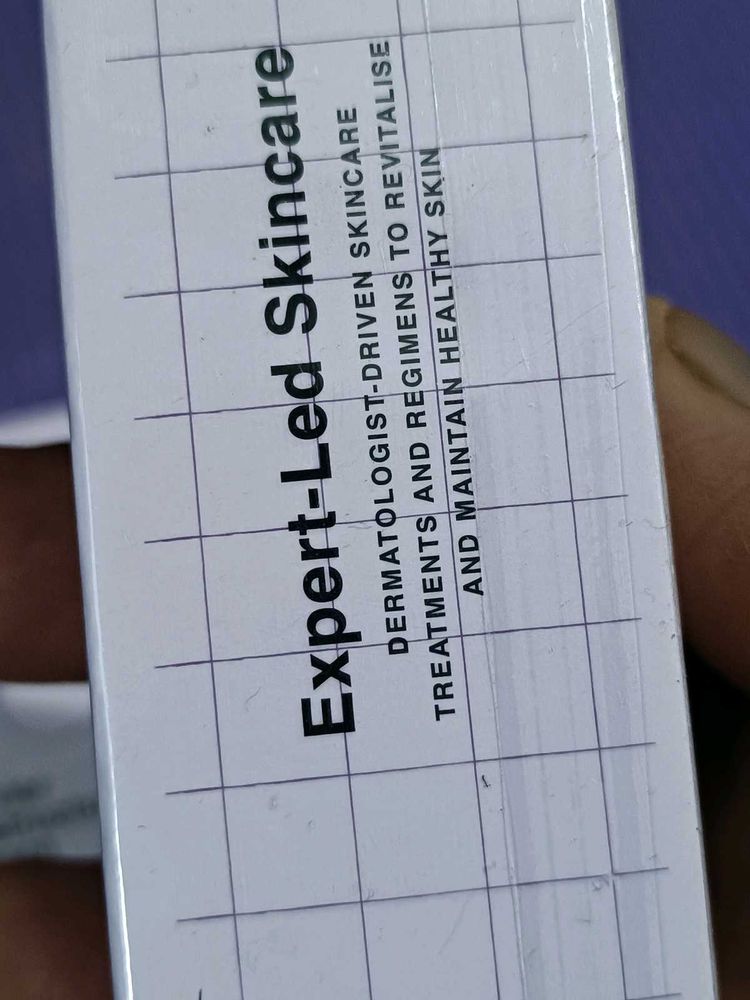 Expert-Led Skincare
DERMATOLOGIST-DRIVEN SKINCARE
TREATMENTS AND REGIMENS TO REVITALISE
AND MAINTAIN HEALTHY SKIN